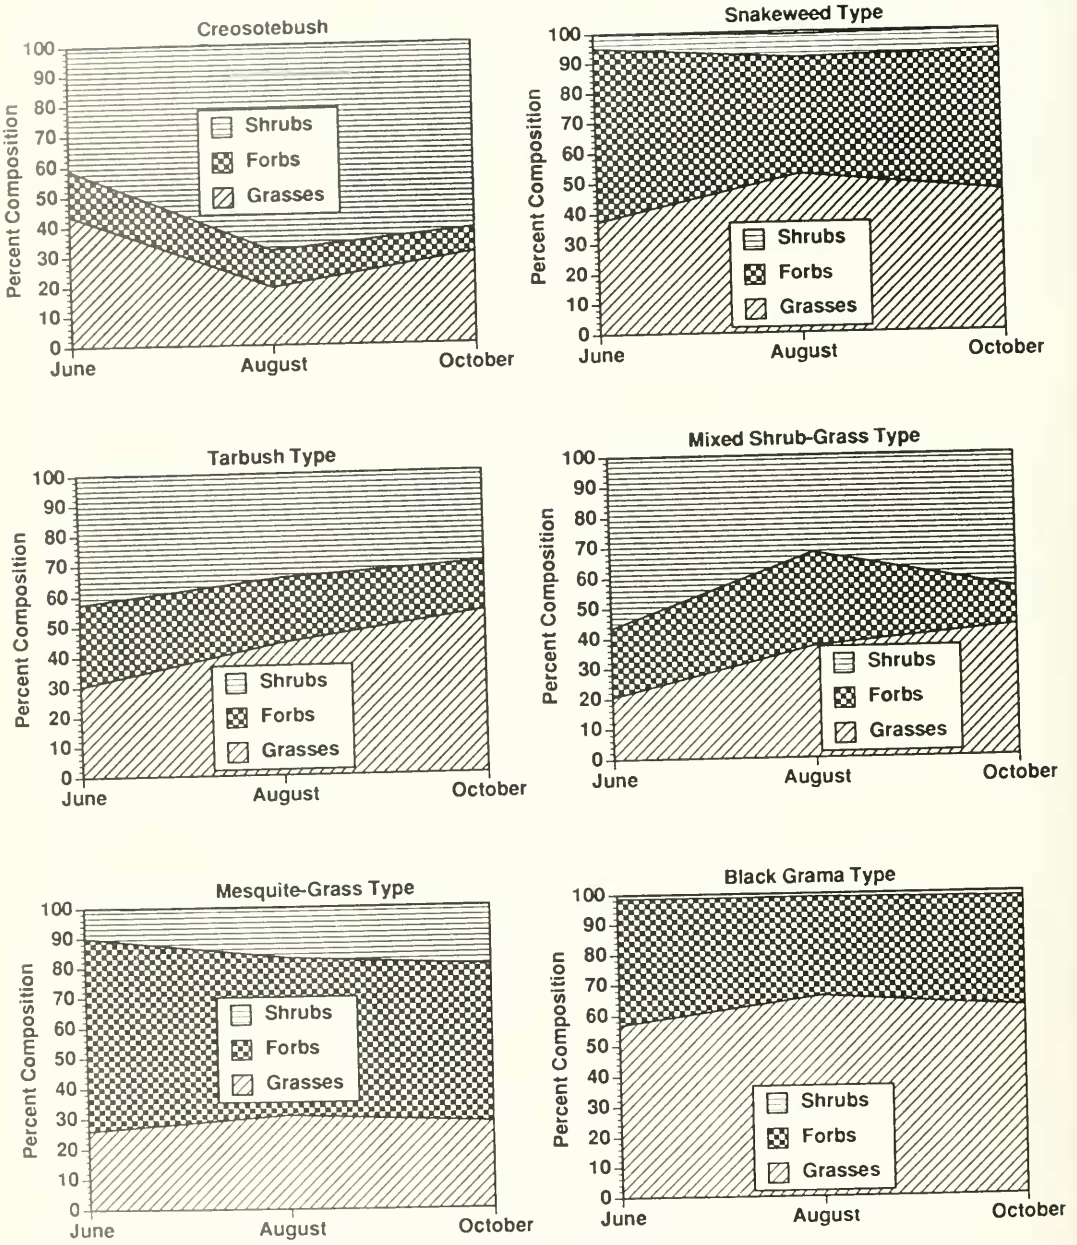 Creosotebush
Percent Composition
100
90
80
70
60
50
40
30
20
10
0
Shrubs
Forbs
Grasses
June
August
October
Snakeweed Type
Percent Composition
100
90
80
70
60
50
40
30
20
10
0
Shrubs
Forbs
Grasses
June
August
October
Tarbush Type
Percent Composition
100
90
80
70
60
50
40
30
20
10
0
Shrubs
Forbs
Grasses
June
August
October
Mixed Shrub-Grass Type
Percent Composition
100
90
80
70
60
50
40
30
20
10
0
Shrubs
Forbs
Grasses
June
August
October
Mesquite-Grass Type
Percent Composition
100
90
80
70
60
50
40
30
20
10
0
Shrubs
Forbs
Grasses
June
August
October
Black Grama Type
Percent Composition
100
90
80
70
60
50
40
30
20
10
0
Shrubs
Forbs
Grasses
June
August
October